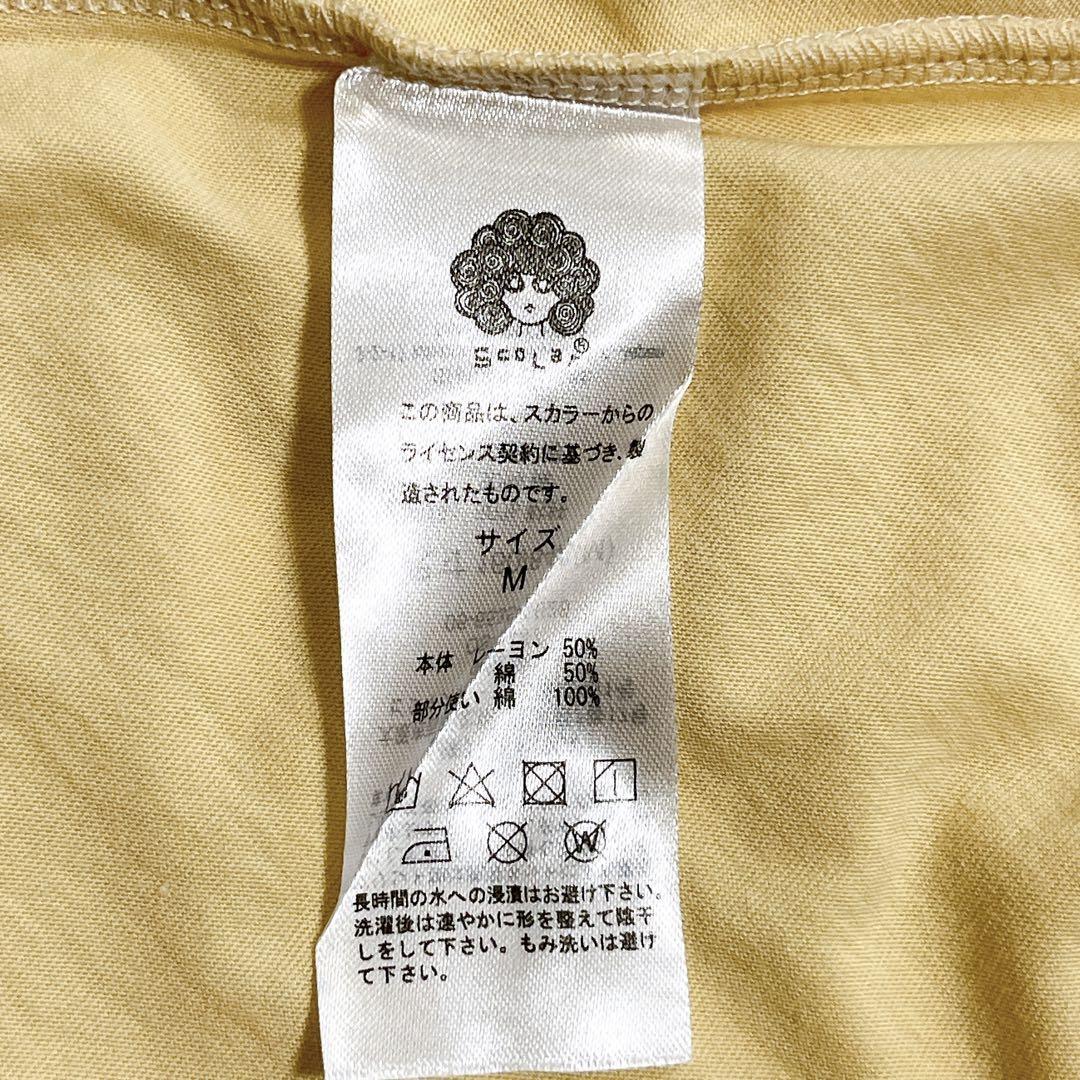 ScoLar®
この商品は、スカラーからの
ライセンス契約に基づき、製
造されたものです。
サイズ
M
本体 レーヨン 50%
綿 50%
部分使い 綿 100%
W
長時間の水への浸漬はお避け下さい。
洗濯後は速やかに形を整えて陰干
しをして下さい。もみ洗いは避け
て下さい。